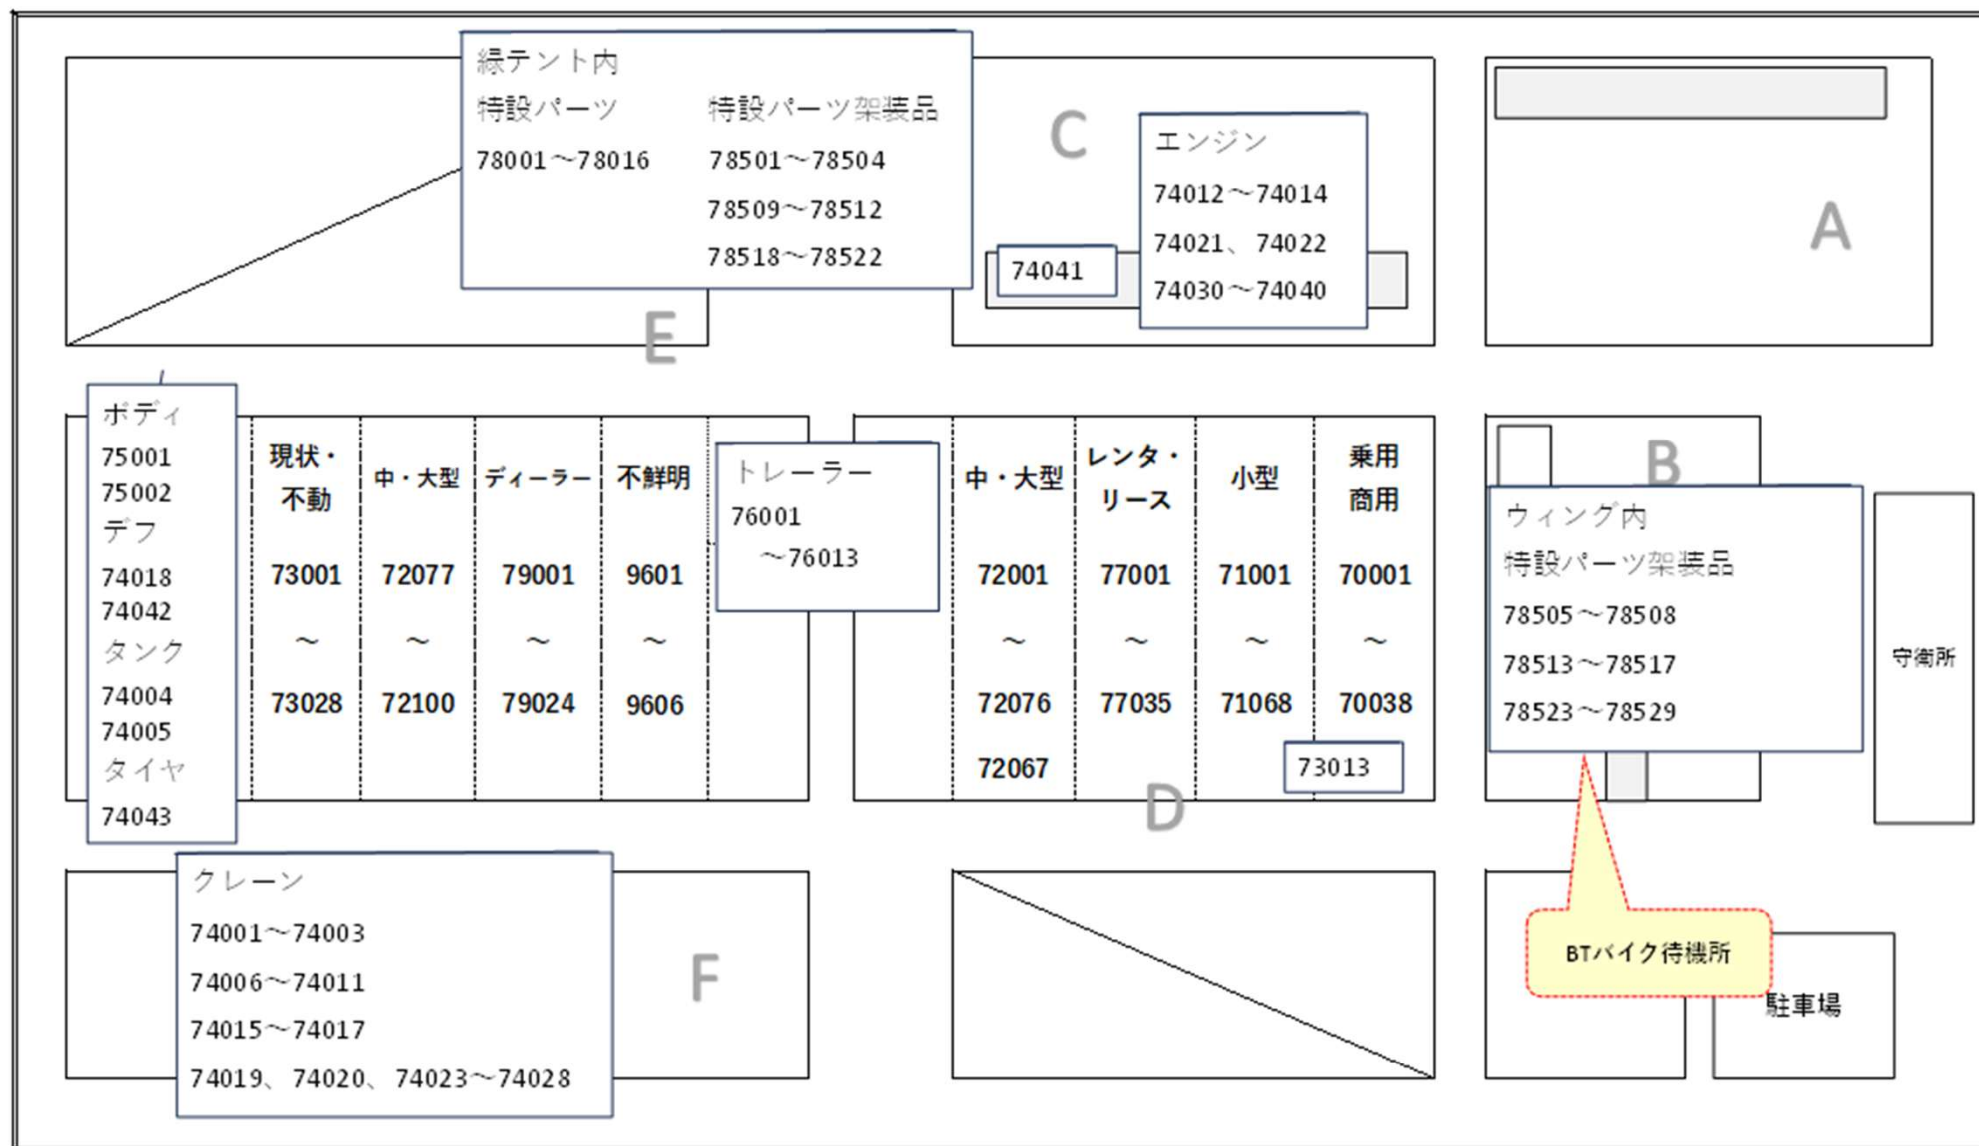 緑テント内
特設パーツ 特設パーツ架装品
78001～78016 78501～78504
78509～78512
78518～78522
C
エンジン
74012～74014
74021、74022
74030～74040
74041
A
E
ボディ
75001
75002
デフ
74018
74042
タンク
74004
74005
タイヤ
74043
現状・
不動
73001
～
73028
中・大型
72077
～
72100
ディーラー
79001
～
79024
不鮮明
9601
～
9606
トレーラー
76001
～76013
中・大型
72001
～
72076
72067
レンタ・
リース
77001
～
77035
小型
71001
～
71068
乗用
商用
70001
～
70038
73013
D
B
ウィング内
特設パーツ架装品
78505～78508
78513～78517
78523～78529
守衛所
クレーン
74001～74003
74006～74011
74015～74017
74019、74020、74023～74028
F
BTバイク待機所
駐車場